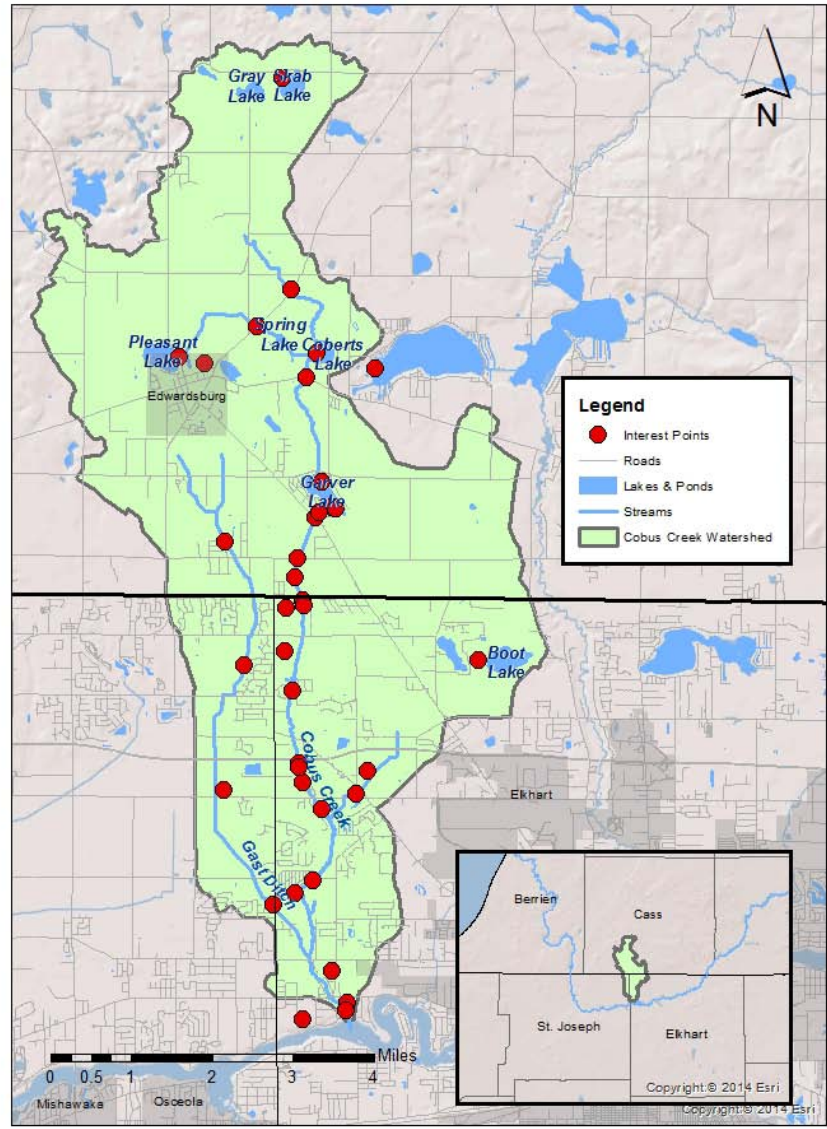 Gray Skab
Lake Lake
N
Spring
Pleasant
Lake Coberts
Lake
Lake
Edwardsburg
Legend
Interest Points
Roads
Lakes & Ponds
Streams
Cobus Creek Watershed
Garver
Lake
Boot
Lake
Cobus Creek
Elkhart
Gast Ditch
Berrien
Cass
St. Joseph
Elkhart
Copyright:© 2014 Esri
Miles
0 0.5 1 2 3 4
Mishawaka
Osceola
Copyright:© 2014 Esri